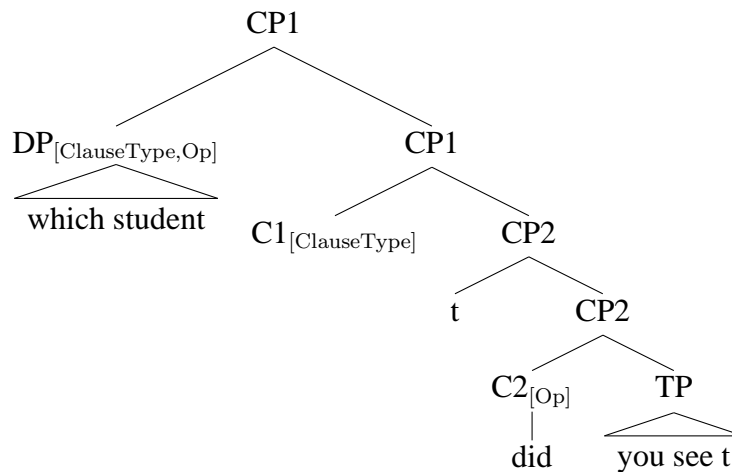 CP1
DP[ClauseType,Op] CP1
which student C1[ClauseType] CP2
t CP2
C2[Op] TP
did you see t